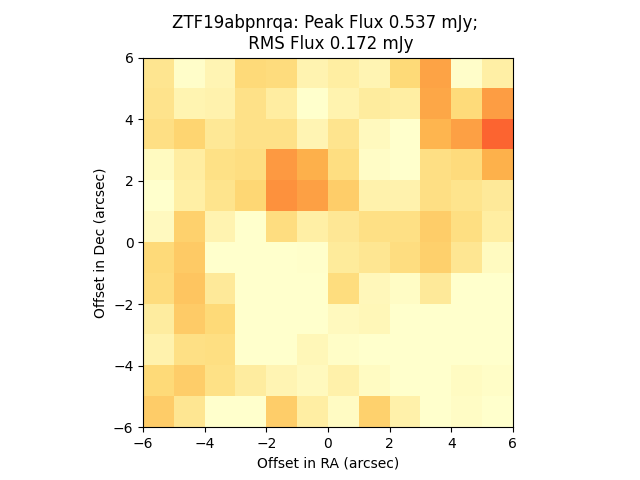 ZTF19abpnrqa: Peak Flux 0.537 mJy;
RMS Flux 0.172 mJy
6
4
2
0
−2
−4
−6
Offset in Dec (arcsec)
−6 −4 −2 0 2 4 6
Offset in RA (arcsec)